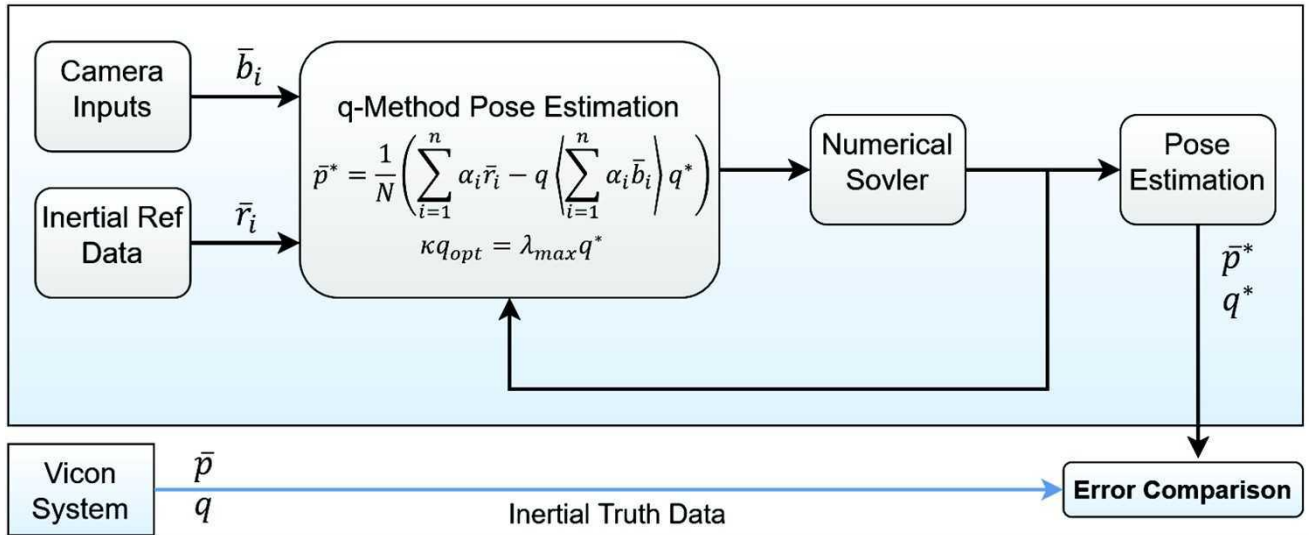 Camera
Inputs
b̄ᵢ
Inertial Ref
Data
r̄ᵢ
q-Method Pose Estimation
p̄* = 1/N (∑ᵢ₌₁ⁿ αᵢr̄ᵢ − q ⟨∑ᵢ₌₁ⁿ αᵢb̄ᵢ⟩ q*)
κq_opt = λ_max q*
Numerical
Sovler
Pose
Estimation
p̄*
q*
Vicon
System
p̄
q
Inertial Truth Data
Error Comparison